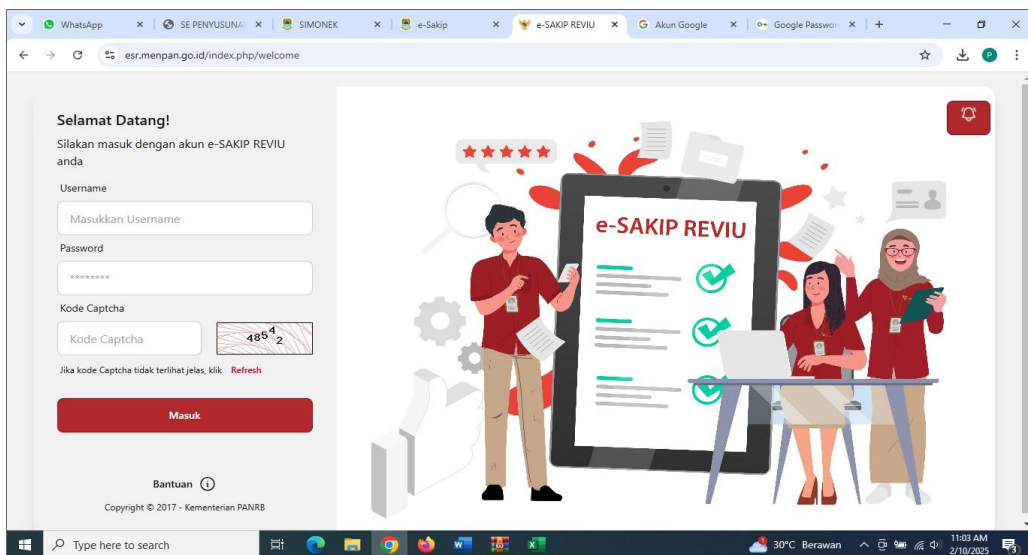 WhatsApp
SE PENYUSUNA
SIMONEK
e-Sakip
e-SAKIP REVIU
Akun Google
Google Passwor
esr.menpan.go.id/index.php/welcome
P
Selamat Datang!
Silakan masuk dengan akun e-SAKIP REVIU
anda
Username
Masukkan Username
Password
********
Kode Captcha
Kode Captcha
48542
Jika kode Captcha tidak terlihat jelas, klik Refresh
Masuk
Bantuan
Copyright © 2017 - Kementerian PANRB
e-SAKIP REVIU
Type here to search
30°C Berawan
11:03 AM
2/10/2025
3